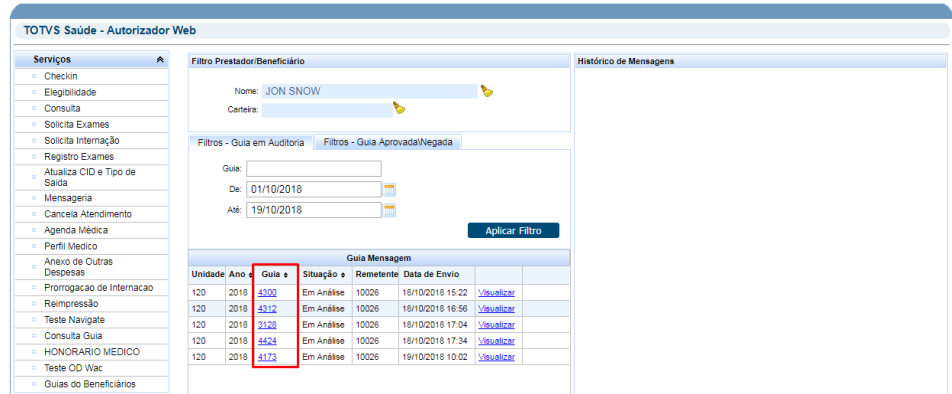 TOTVS Saúde - Autorizador Web
Serviços
Checkin
Elegibilidade
Consulta
Solicita Exames
Solicita Internação
Registro Exames
Atualiza CID e Tipo de
Saida
Mensageria
Cancela Atendimento
Agenda Médica
Perfil Medico
Anexo de Outras
Despesas
Prorrogacao de Internacao
Reimpressão
Teste Navigate
Consulta Guia
HONORARIO MEDICO
Teste OD Wac
Guias do Beneficiários
Filtro Prestador/Beneficiário
Nome: JON SNOW
Carteira:
Filtros - Guia em Auditoria Filtros - Guia Aprovada\Negada
Guia:
De: 01/10/2018
Até: 19/10/2018
Aplicar Filtro
Guia Mensagem
Unidade Ano Guia Situação Remetente Data de Envio
120 2018 4300 Em Análise 10026 18/10/2018 15:22 Visualizar
120 2018 4312 Em Análise 10026 18/10/2018 16:56 Visualizar
120 2018 3128 Em Análise 10026 18/10/2018 17:04 Visualizar
120 2018 4424 Em Análise 10026 18/10/2018 17:34 Visualizar
120 2018 4173 Em Análise 10026 19/10/2018 10:02 Visualizar
Histórico de Mensagens